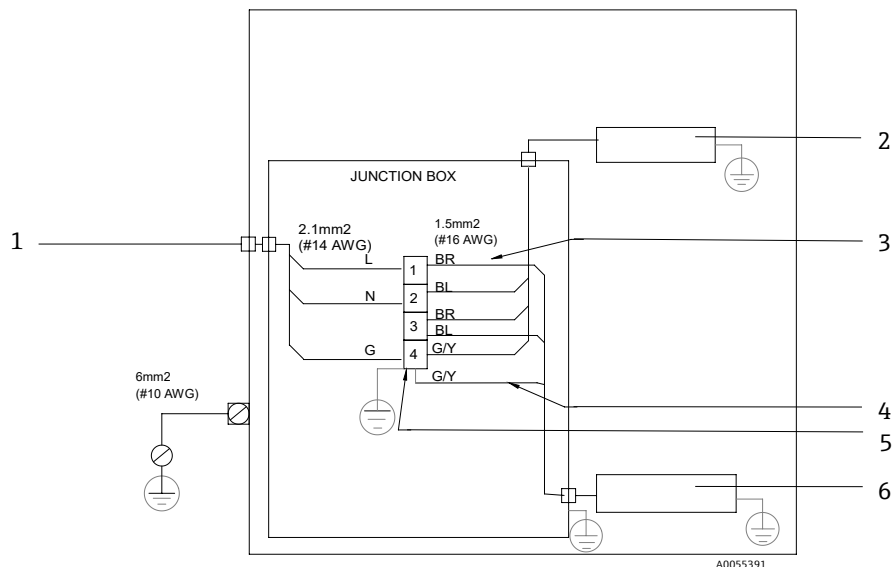 2
JUNCTION BOX
1
2.1mm2
(#14 AWG)
1.5mm2
(#16 AWG)
3
L
1
BR
N
2
BL
3
BR
BL
G
4
G/Y
G/Y
6mm2
(#10 AWG)
4
5
6
A0055391